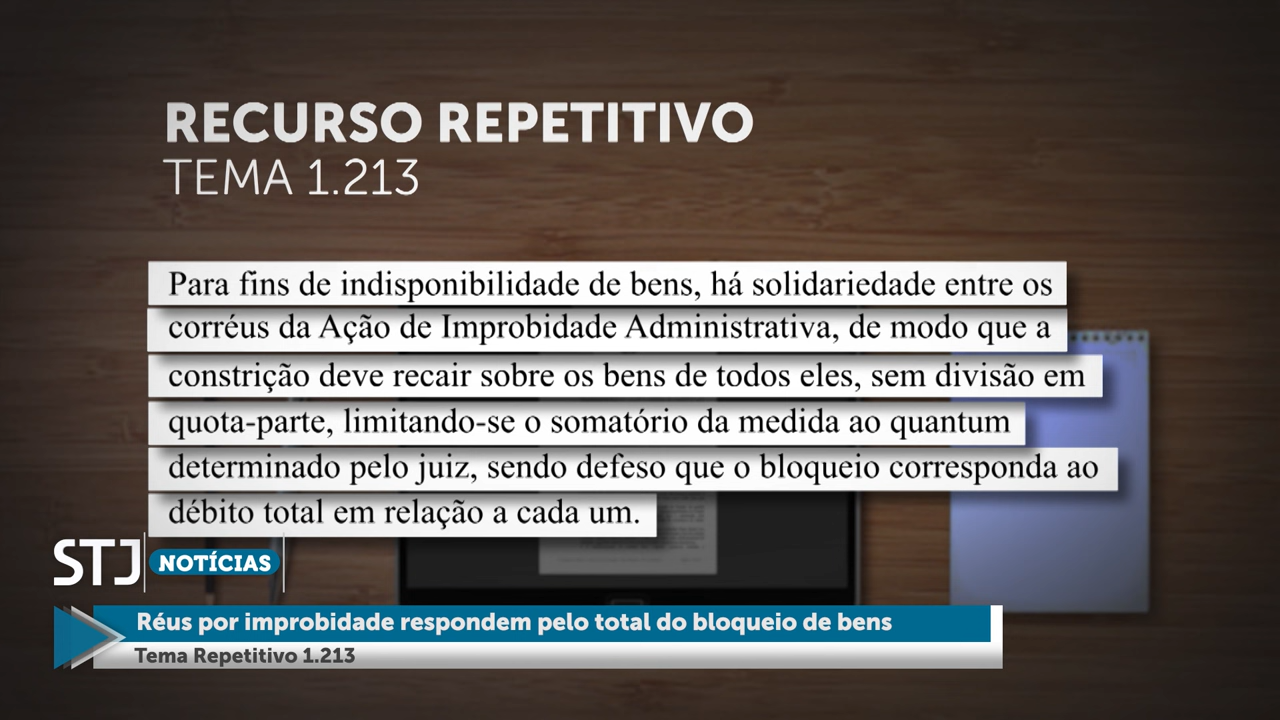 RECURSO REPETITIVO
TEMA 1.213
Para fins de indisponibilidade de bens, há solidariedade entre os
corréus da Ação de Improbidade Administrativa, de modo que a
constrição deve recair sobre os bens de todos eles, sem divisão em
quota-parte, limitando-se o somatório da medida ao quantum
determinado pelo juiz, sendo defeso que o bloqueio corresponda ao
débito total em relação a cada um.
STJ NOTÍCIAS
Réus por improbidade respondem pelo total do bloqueio de bens
Tema Repetitivo 1.213